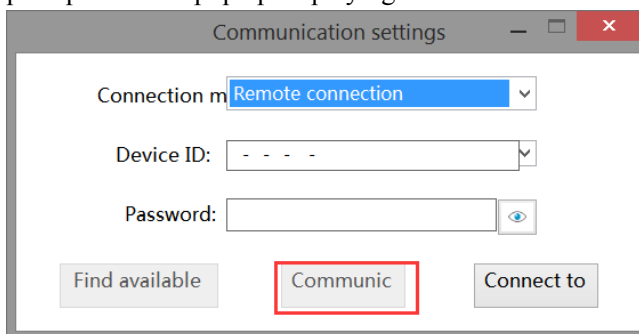 Communication settings
Connection m Remote connection
Device ID: - - - -
Password:
Find available Communic Connect to